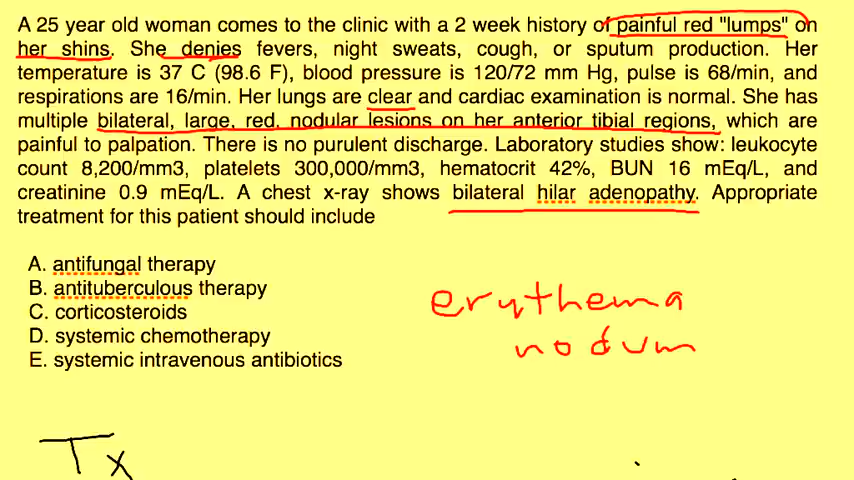 A 25 year old woman comes to the clinic with a 2 week history of painful red "lumps" on
her shins. She denies fevers, night sweats, cough, or sputum production. Her
temperature is 37 C (98.6 F), blood pressure is 120/72 mm Hg, pulse is 68/min, and
respirations are 16/min. Her lungs are clear and cardiac examination is normal. She has
multiple bilateral, large, red, nodular lesions on her anterior tibial regions, which are
painful to palpation. There is no purulent discharge. Laboratory studies show: leukocyte
count 8,200/mm3, platelets 300,000/mm3, hematocrit 42%, BUN 16 mEq/L, and
creatinine 0.9 mEq/L. A chest x-ray shows bilateral hilar adenopathy. Appropriate
treatment for this patient should include
A. antifungal therapy
B. antituberculous therapy
C. corticosteroids
D. systemic chemotherapy
E. systemic intravenous antibiotics
erythema
nodum
Tx